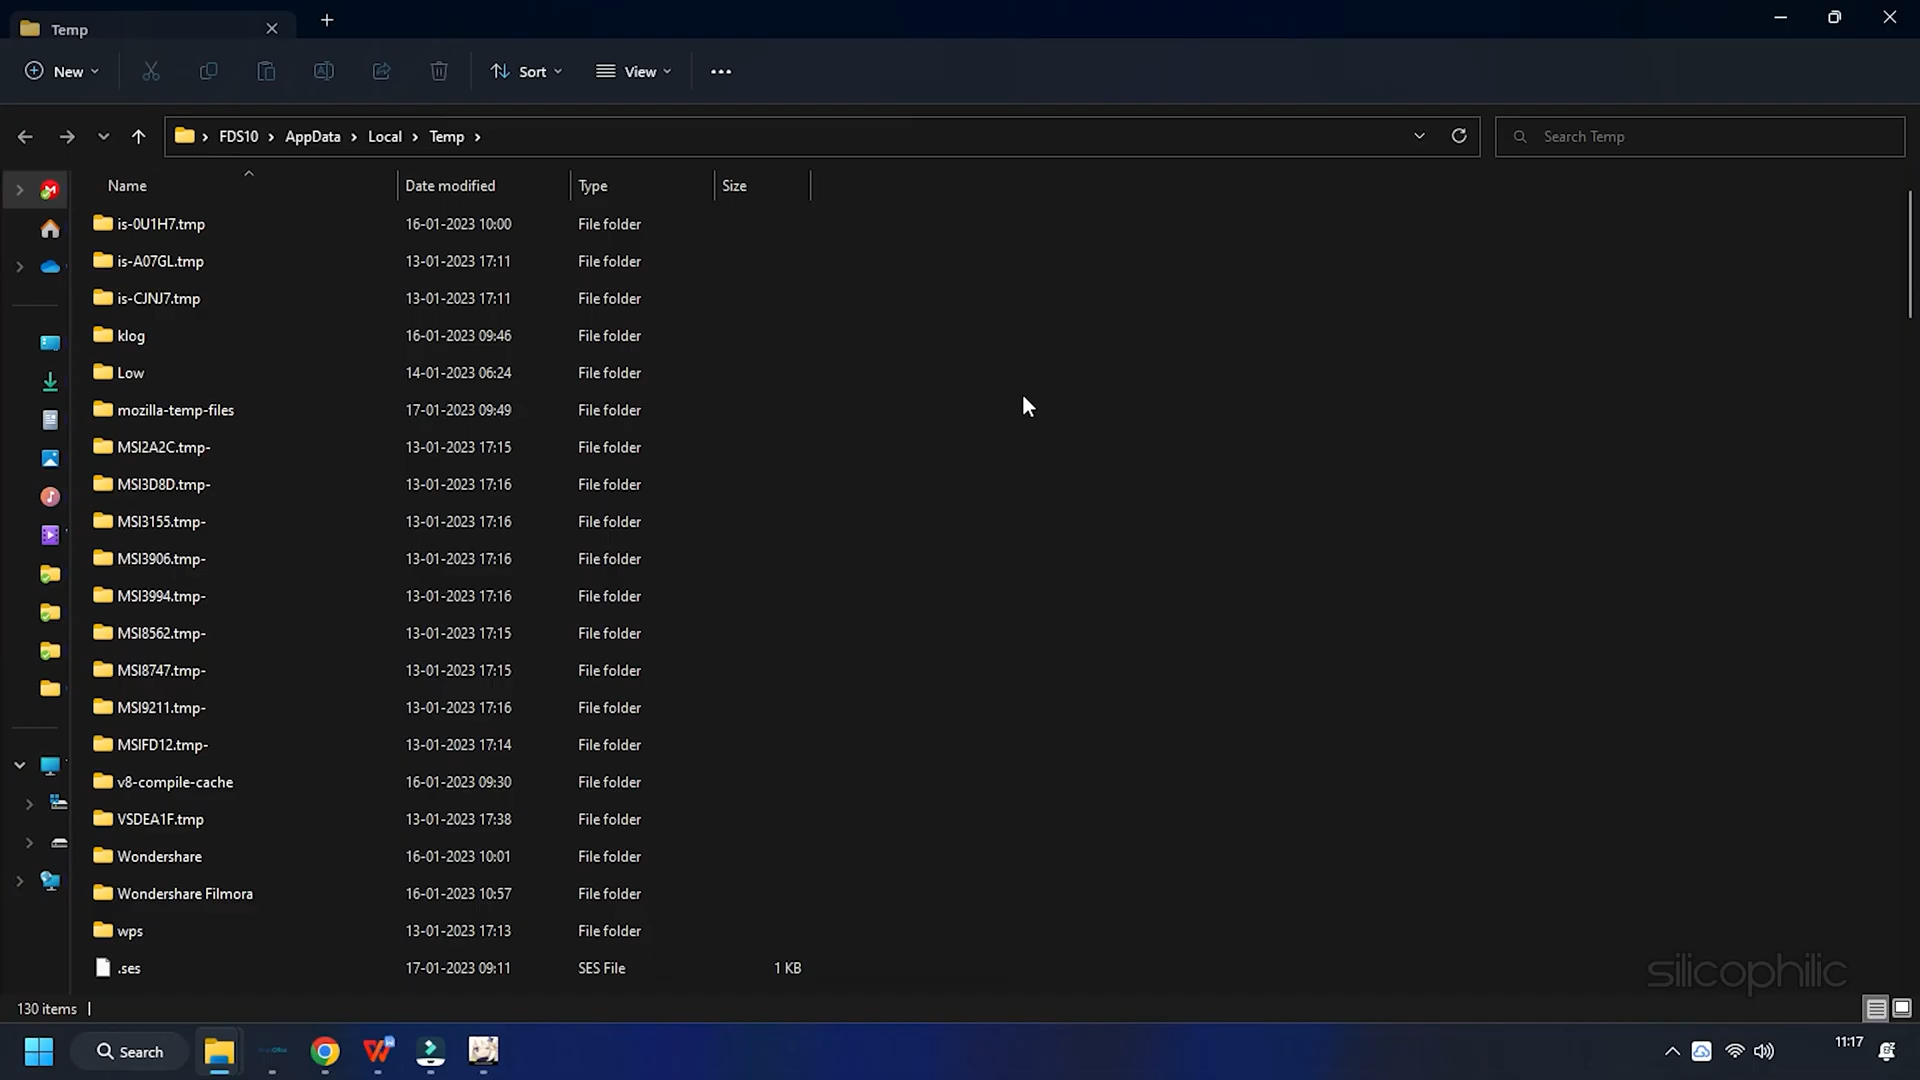 Temp
New
Sort
View
FDS10 > AppData > Local > Temp >
Search Temp
Name Date modified Type Size
is-0U1H7.tmp 16-01-2023 10:00 File folder
is-A07GL.tmp 13-01-2023 17:11 File folder
is-CJNJ7.tmp 13-01-2023 17:11 File folder
klog 16-01-2023 09:46 File folder
Low 14-01-2023 06:24 File folder
mozilla-temp-files 17-01-2023 09:49 File folder
MSI2A2C.tmp- 13-01-2023 17:15 File folder
MSI3D8D.tmp- 13-01-2023 17:16 File folder
MSI3155.tmp- 13-01-2023 17:16 File folder
MSI3906.tmp- 13-01-2023 17:16 File folder
MSI3994.tmp- 13-01-2023 17:16 File folder
MSI8562.tmp- 13-01-2023 17:15 File folder
MSI8747.tmp- 13-01-2023 17:15 File folder
MSI9211.tmp- 13-01-2023 17:16 File folder
MSIFD12.tmp- 13-01-2023 17:14 File folder
v8-compile-cache 16-01-2023 09:30 File folder
VSDEA1F.tmp 13-01-2023 17:38 File folder
Wondershare 16-01-2023 10:01 File folder
Wondershare Filmora 16-01-2023 10:57 File folder
wps 13-01-2023 17:13 File folder
.ses 17-01-2023 09:11 SES File 1 KB
silicophilic
130 items
Search
11:17